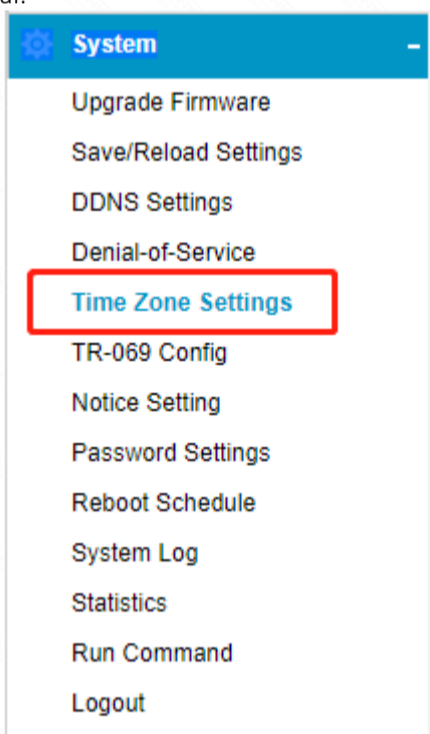 System
Upgrade Firmware
Save/Reload Settings
DDNS Settings
Denial-of-Service
Time Zone Settings
TR-069 Config
Notice Setting
Password Settings
Reboot Schedule
System Log
Statistics
Run Command
Logout